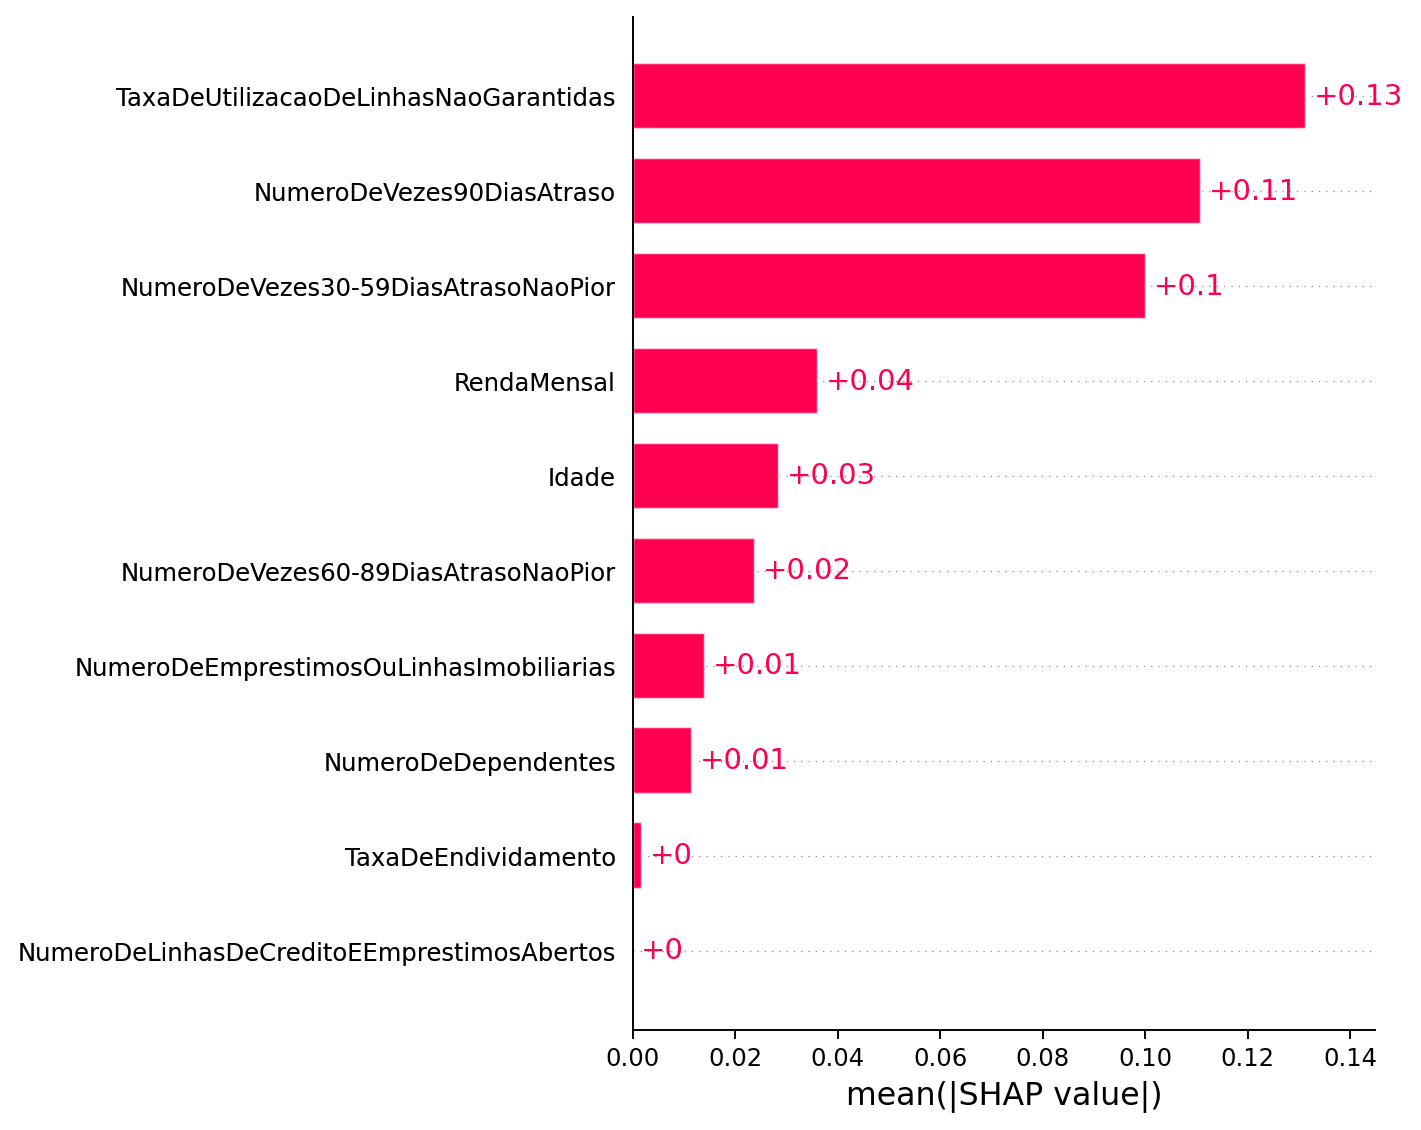 TaxaDeUtilizacaoDeLinhasNaoGarantidas +0.13
NumeroDeVezes90DiasAtraso +0.11
NumeroDeVezes30-59DiasAtrasoNaoPior +0.1
RendaMensal +0.04
Idade +0.03
NumeroDeVezes60-89DiasAtrasoNaoPior +0.02
NumeroDeEmprestimosOuLinhasImobiliarias +0.01
NumeroDeDependentes +0.01
TaxaDeEndividamento +0
NumeroDeLinhasDeCreditoEEmprestimosAbertos +0
0.00 0.02 0.04 0.06 0.08 0.10 0.12 0.14
mean(|SHAP value|)